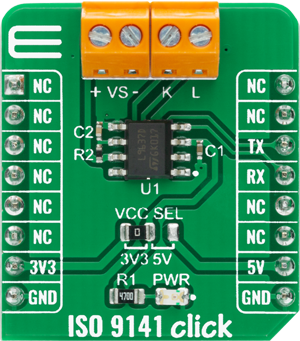 + VS - K L
NC NC
C2
NC NC
NC TX
R2 C1
NC RX
U1
NC NC
VCC SEL
NC NC
0
3V3 3V3 5V 5V
R1 PWR
GND 4700 GND
ISO 9141 click